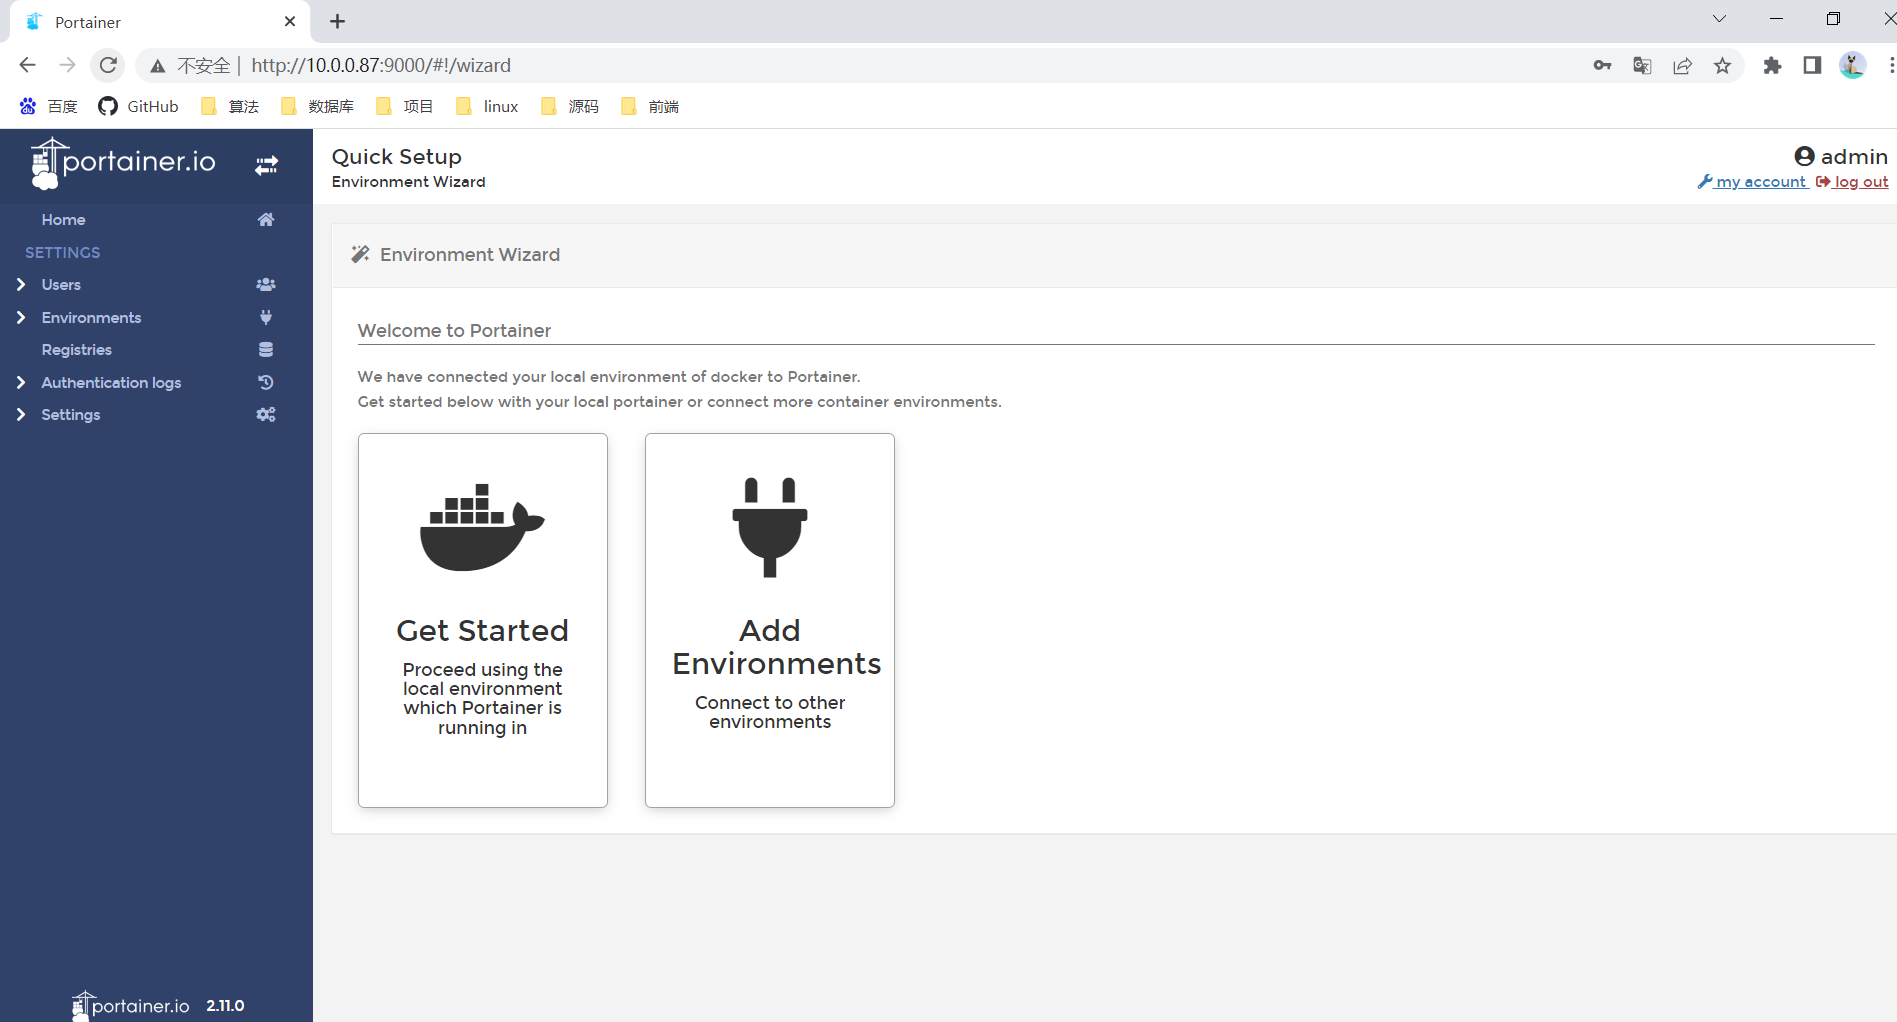 Portainer
不安全 | http://10.0.0.87:9000/#!/wizard
百度 GitHub 算法 数据库 项目 linux 源码 前端
portainer.io
Home
SETTINGS
Users
Environments
Registries
Authentication logs
Settings
portainer.io 2.11.0
Quick Setup
Environment Wizard
admin
my account log out
Environment Wizard
Welcome to Portainer
We have connected your local environment of docker to Portainer.
Get started below with your local portainer or connect more container environments.
Get Started
Proceed using the
local environment
which Portainer is
running in
Add
Environments
Connect to other
environments